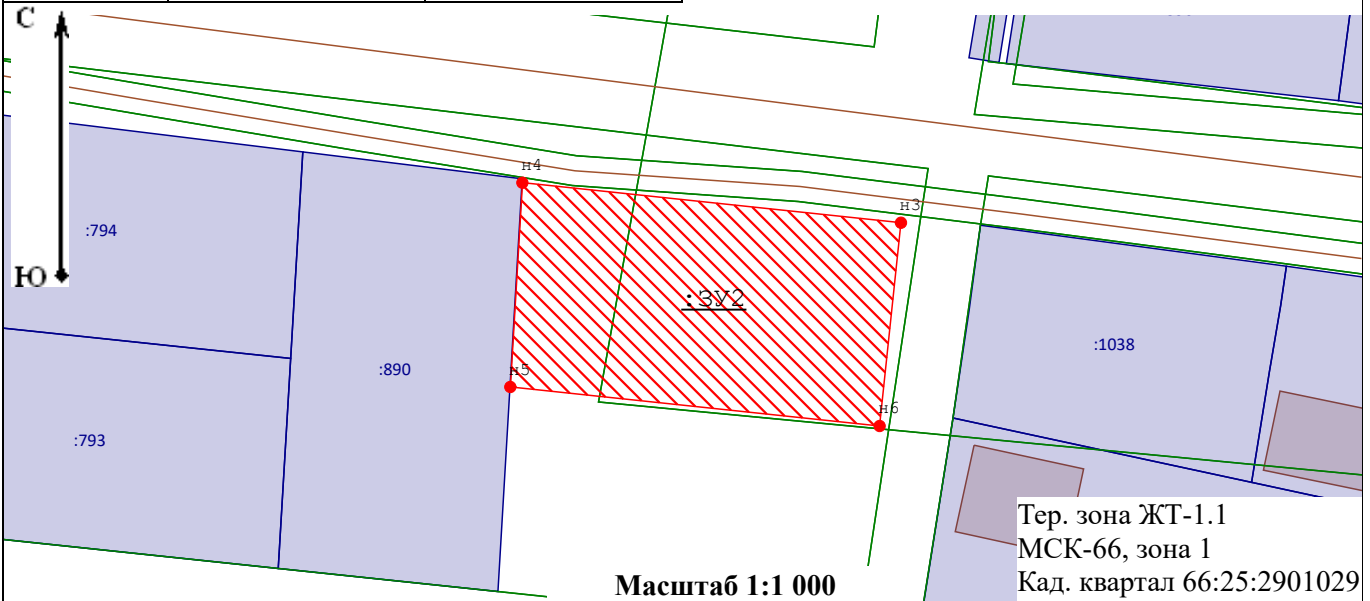 С
н4
н3
:794
Ю
:ЗУ2
:1038
:890
н5
н6
:793
Тер. зона ЖТ-1.1
МСК-66, зона 1
Масштаб 1:1 000
Кад. квартал 66:25:2901029